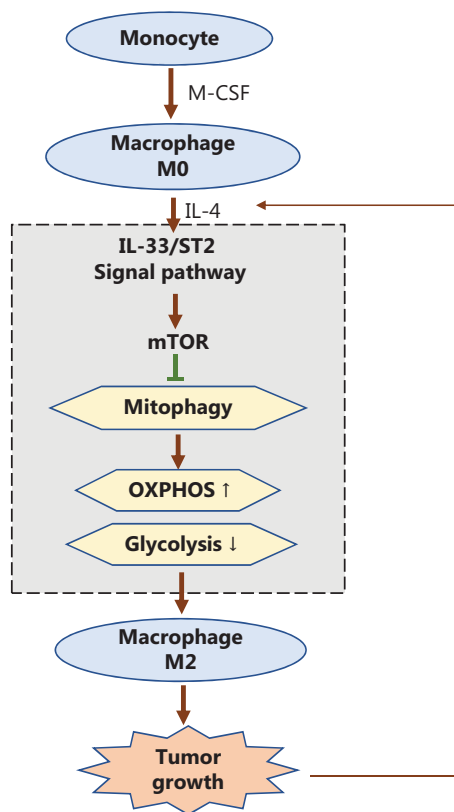 Monocyte
M-CSF
Macrophage
M0
IL-4
IL-33/ST2
Signal pathway
mTOR
Mitophagy
OXPHOS ↑
Glycolysis ↓
Macrophage
M2
Tumor
growth